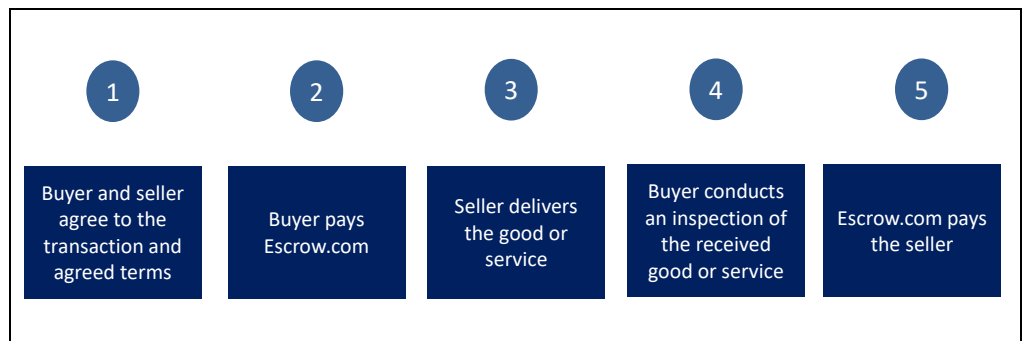 1
2
3
4
5
Buyer and seller
agree to the
transaction and
agreed terms
Buyer pays
Escrow.com
Seller delivers
the good or
service
Buyer conducts
an inspection of
the received
good or service
Escrow.com pays
the seller